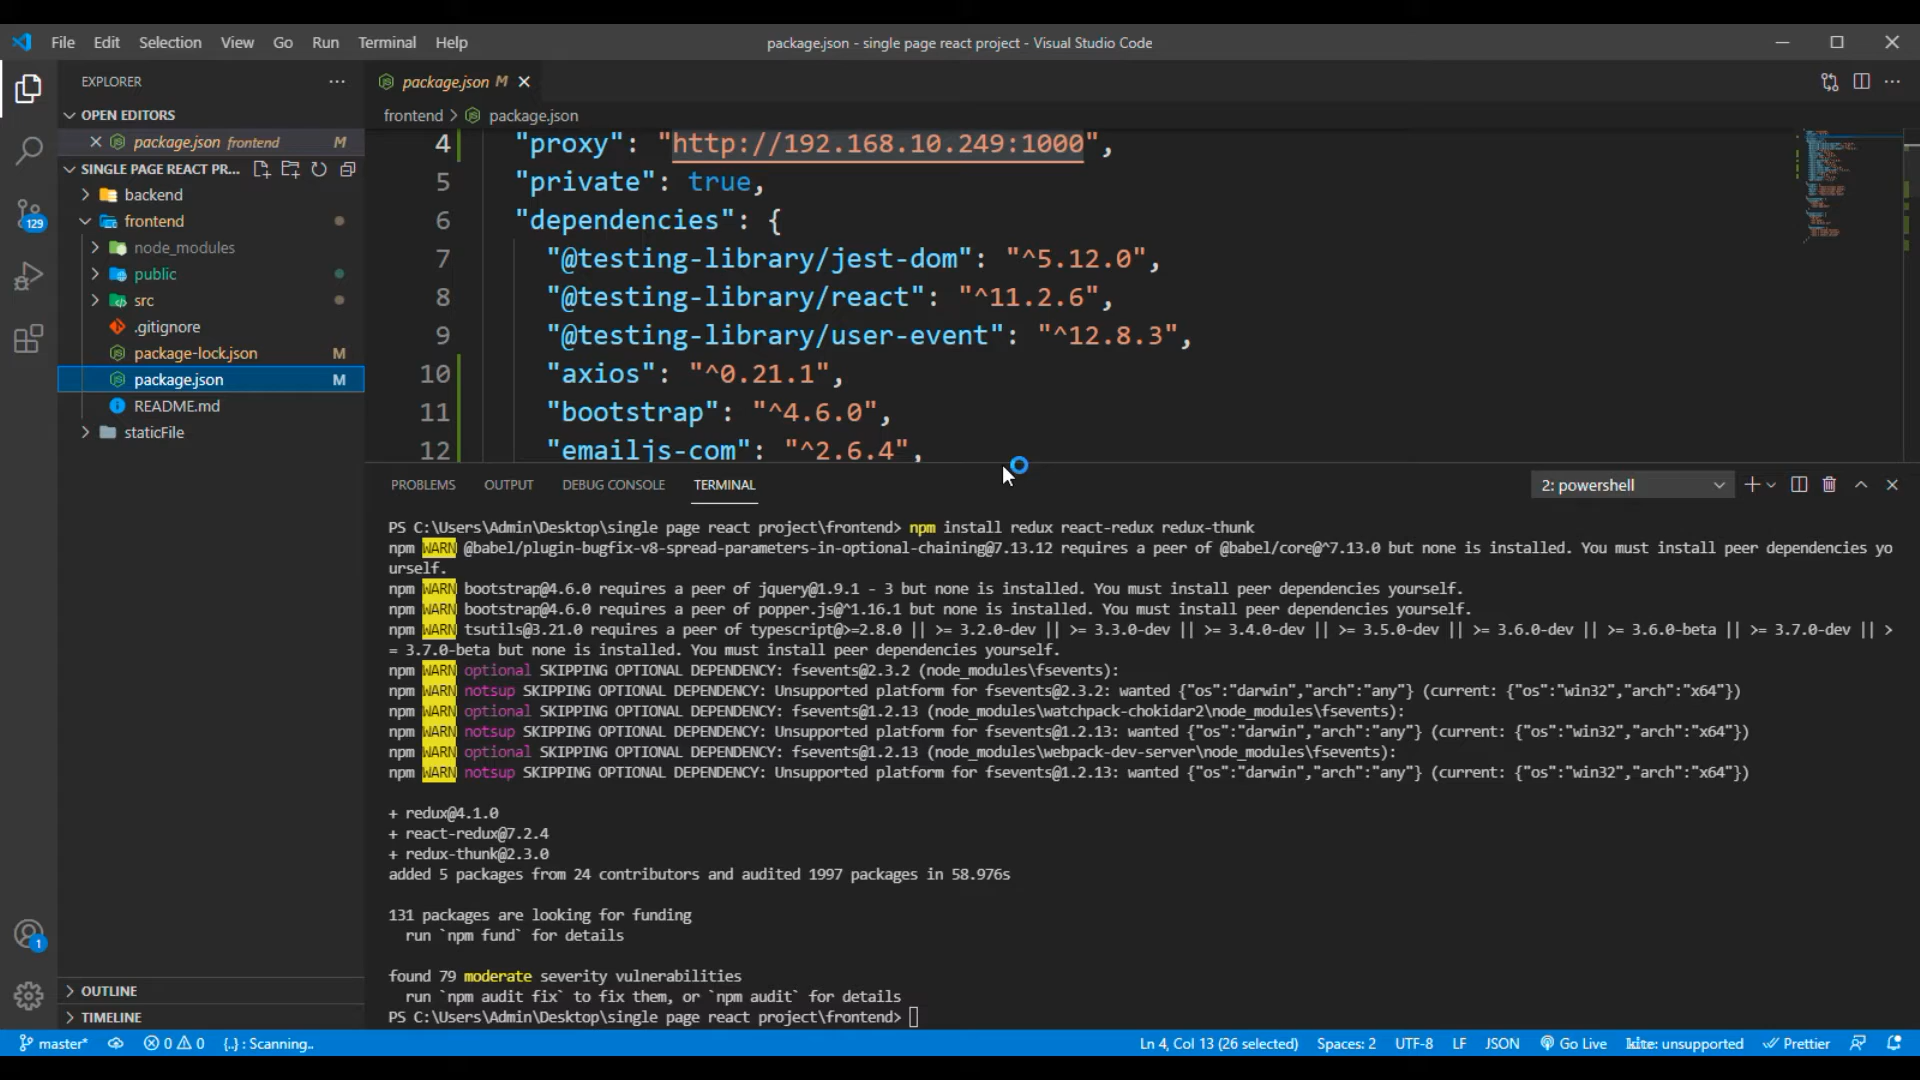 File Edit Selection View Go Run Terminal Help
package.json - single page react project - Visual Studio Code
EXPLORER
OPEN EDITORS
package.json frontend M
SINGLE PAGE REACT PR...
backend
frontend
node_modules
public
src
.gitignore
package-lock.json M
package.json M
README.md
staticFile
OUTLINE
TIMELINE
129
1
package.json M
frontend > package.json
4 "proxy": "http://192.168.10.249:1000",
5 "private": true,
6 "dependencies": {
7 "@testing-library/jest-dom": "^5.12.0",
8 "@testing-library/react": "^11.2.6",
9 "@testing-library/user-event": "^12.8.3",
10 "axios": "^0.21.1",
11 "bootstrap": "^4.6.0",
12 "emailjs-com": "^2.6.4",
PROBLEMS OUTPUT DEBUG CONSOLE TERMINAL
2: powershell
PS C:\Users\Admin\Desktop\single page react project\frontend> npm install redux react-redux redux-thunk
npm WARN @babel/plugin-bugfix-v8-spread-parameters-in-optional-chaining@7.13.12 requires a peer of @babel/core@^7.13.0 but none is installed. You must install peer dependencies yo
urself.
npm WARN bootstrap@4.6.0 requires a peer of jquery@1.9.1 - 3 but none is installed. You must install peer dependencies yourself.
npm WARN bootstrap@4.6.0 requires a peer of popper.js@^1.16.1 but none is installed. You must install peer dependencies yourself.
npm WARN tsutils@3.21.0 requires a peer of typescript@>=2.8.0 || >= 3.2.0-dev || >= 3.3.0-dev || >= 3.4.0-dev || >= 3.5.0-dev || >= 3.6.0-dev || >= 3.6.0-beta || >= 3.7.0-dev || >
= 3.7.0-beta but none is installed. You must install peer dependencies yourself.
npm WARN optional SKIPPING OPTIONAL DEPENDENCY: fsevents@2.3.2 (node_modules\fsevents):
npm WARN notsup SKIPPING OPTIONAL DEPENDENCY: Unsupported platform for fsevents@2.3.2: wanted {"os":"darwin","arch":"any"} (current: {"os":"win32","arch":"x64"})
npm WARN optional SKIPPING OPTIONAL DEPENDENCY: fsevents@1.2.13 (node_modules\watchpack-chokidar2\node_modules\fsevents):
npm WARN notsup SKIPPING OPTIONAL DEPENDENCY: Unsupported platform for fsevents@1.2.13: wanted {"os":"darwin","arch":"any"} (current: {"os":"win32","arch":"x64"})
npm WARN optional SKIPPING OPTIONAL DEPENDENCY: fsevents@1.2.13 (node_modules\webpack-dev-server\node_modules\fsevents):
npm WARN notsup SKIPPING OPTIONAL DEPENDENCY: Unsupported platform for fsevents@1.2.13: wanted {"os":"darwin","arch":"any"} (current: {"os":"win32","arch":"x64"})
+ redux@4.1.0
+ react-redux@7.2.4
+ redux-thunk@2.3.0
added 5 packages from 24 contributors and audited 1997 packages in 58.976s
131 packages are looking for funding
run `npm fund` for details
found 79 moderate severity vulnerabilities
run `npm audit fix` to fix them, or `npm audit` for details
PS C:\Users\Admin\Desktop\single page react project\frontend>
master* 0 0 {..} : Scanning.. Ln 4, Col 13 (26 selected) Spaces: 2 UTF-8 LF JSON Go Live kite: unsupported Prettier